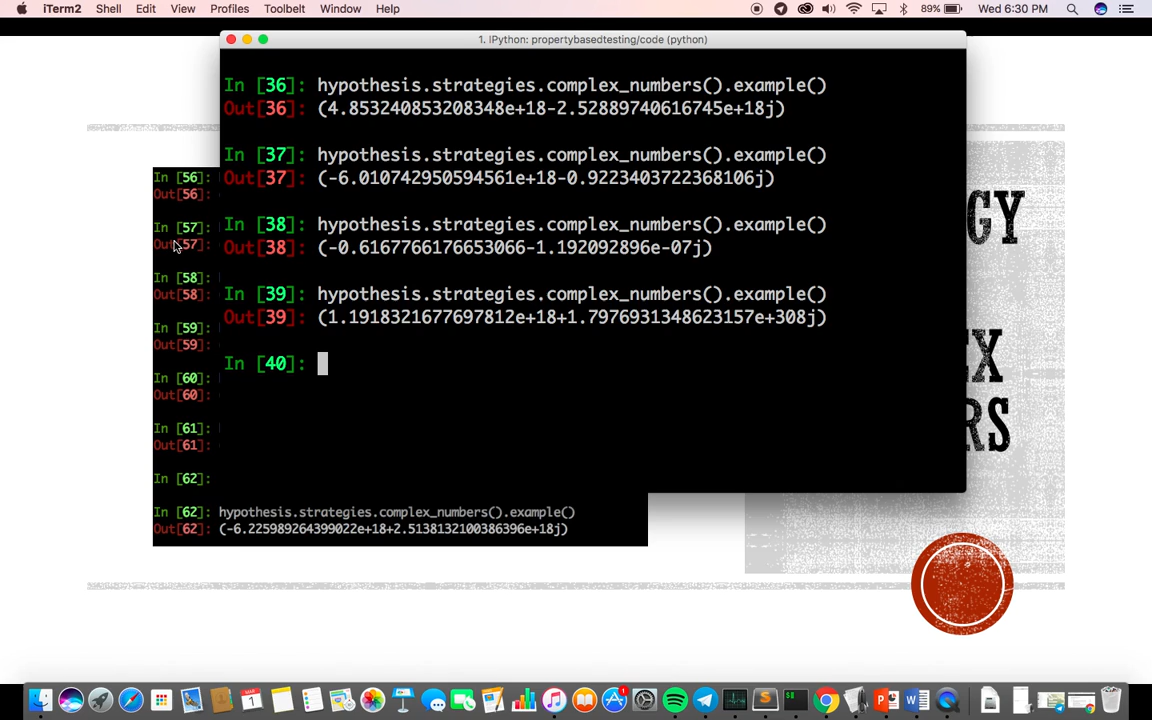 iTerm2 Shell Edit View Profiles Toolbelt Window Help 89% Wed 6:30 PM
1. IPython: propertybasedtesting/code (python)
In [36]: hypothesis.strategies.complex_numbers().example()
Out[36]: (4.853240853208348e+18-2.52889740616745e+18j)
In [37]: hypothesis.strategies.complex_numbers().example()
Out[37]: (-6.010742950594561e+18-0.9223403722368106j)
In [38]: hypothesis.strategies.complex_numbers().example()
Out[38]: (-0.6167766176653066-1.192092896e-07j)
In [39]: hypothesis.strategies.complex_numbers().example()
Out[39]: (1.1918321677697812e+18+1.7976931348623157e+308j)
In [40]:
In [56]:
Out[56]:
In [57]:
Out[57]:
In [58]:
Out[58]:
In [59]:
Out[59]:
In [60]:
Out[60]:
In [61]:
Out[61]:
In [62]:
In [62]: hypothesis.strategies.complex_numbers().example()
Out[62]: (-6.225989264399022e+18+2.5138132100386396e+18j)
GY
EX
RS